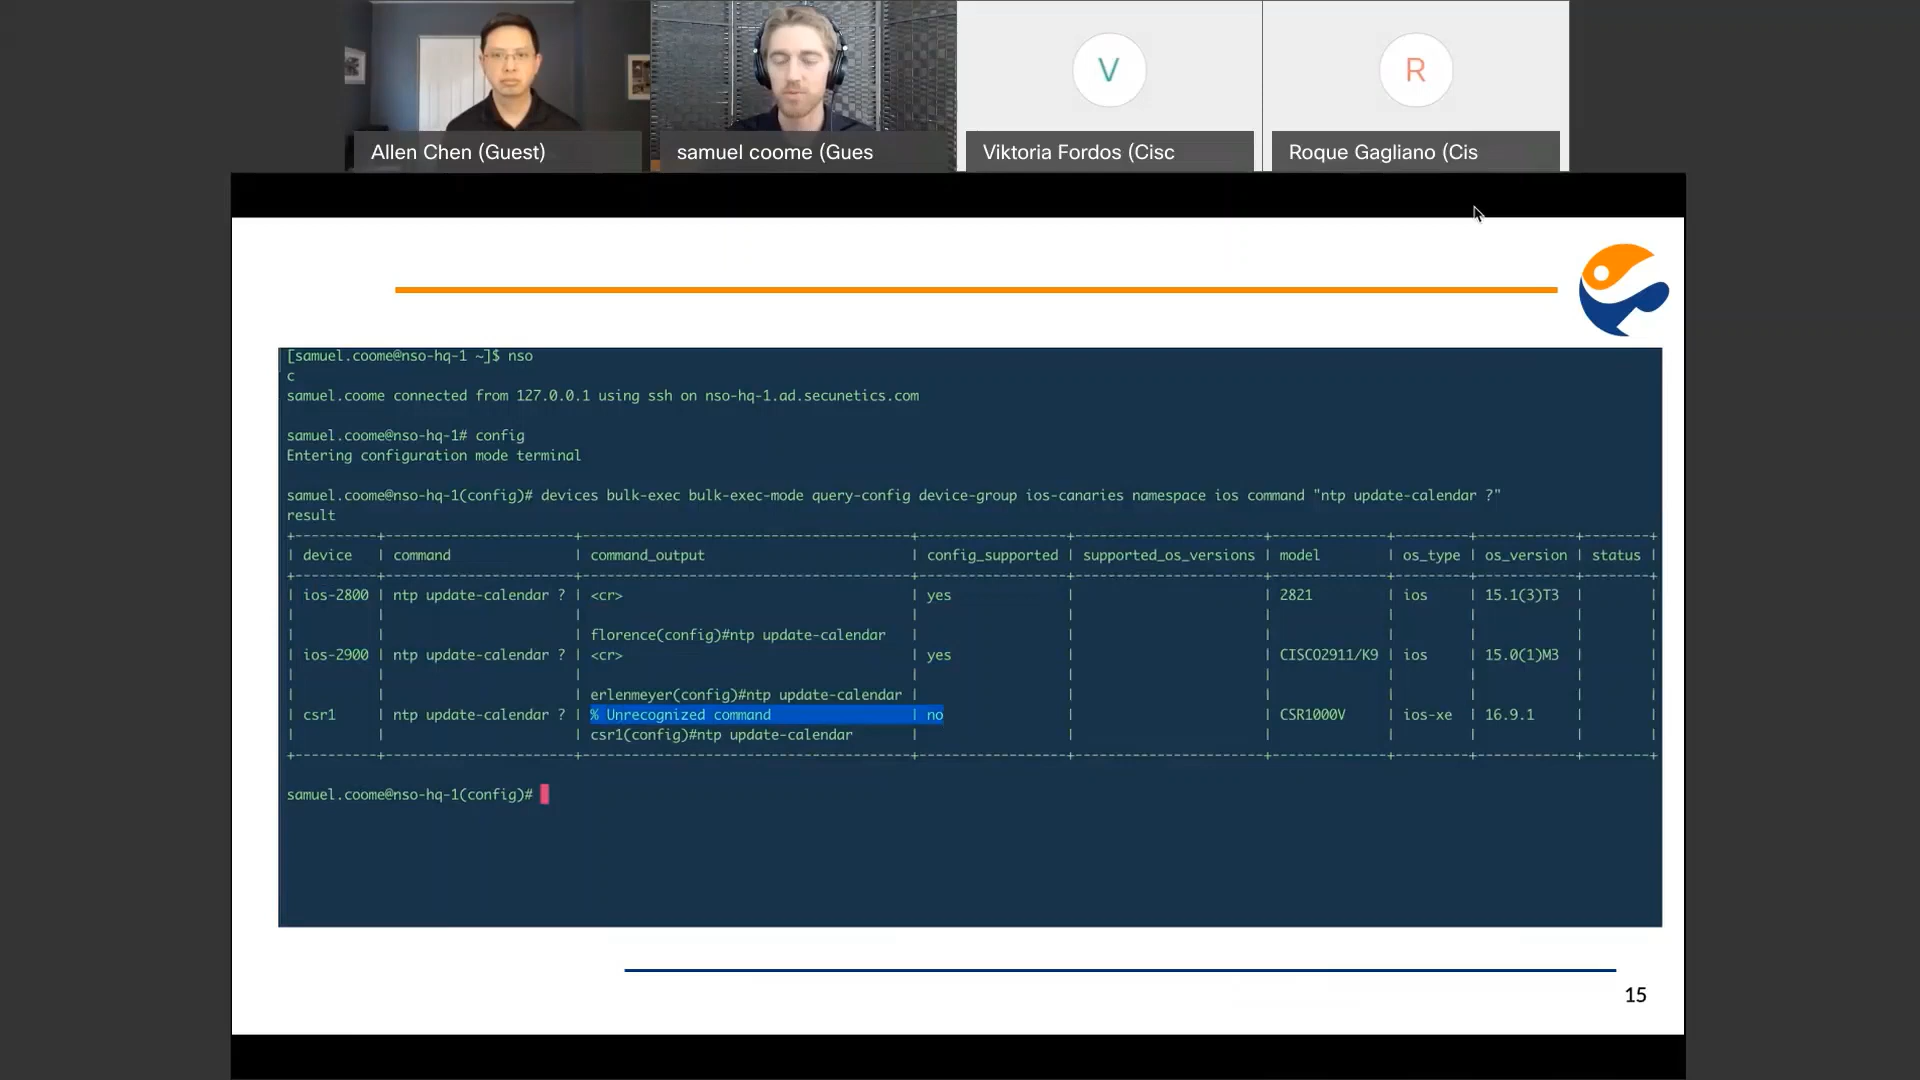 Allen Chen (Guest)
samuel coome (Gues
V
Viktoria Fordos (Cisc
R
Roque Gagliano (Cis
[samuel.coome@nso-hq-1 ~]$ nso
c
samuel.coome connected from 127.0.0.1 using ssh on nso-hq-1.ad.secunetics.com
samuel.coome@nso-hq-1# config
Entering configuration mode terminal
samuel.coome@nso-hq-1(config)# devices bulk-exec bulk-exec-mode query-config device-group ios-canaries namespace ios command "ntp update-calendar ?"
result
+----------+-----------------------+----------------------------------------+------------------+-----------------------+--------------+---------+------------+--------+
| device | command | command_output | config_supported | supported_os_versions | model | os_type | os_version | status |
+----------+-----------------------+----------------------------------------+------------------+-----------------------+--------------+---------+------------+--------+
| ios-2800 | ntp update-calendar ? | <cr> | yes | | 2821 | ios | 15.1(3)T3 | |
| | | | | | | | | |
| | | florence(config)#ntp update-calendar | | | | | | |
| ios-2900 | ntp update-calendar ? | <cr> | yes | | CISCO2911/K9 | ios | 15.0(1)M3 | |
| | | | | | | | | |
| | | erlenmeyer(config)#ntp update-calendar | | | | | | |
| csr1 | ntp update-calendar ? | % Unrecognized command | no | | CSR1000V | ios-xe | 16.9.1 | |
| | | csr1(config)#ntp update-calendar | | | | | | |
+----------+-----------------------+----------------------------------------+------------------+-----------------------+--------------+---------+------------+--------+
samuel.coome@nso-hq-1(config)#
15